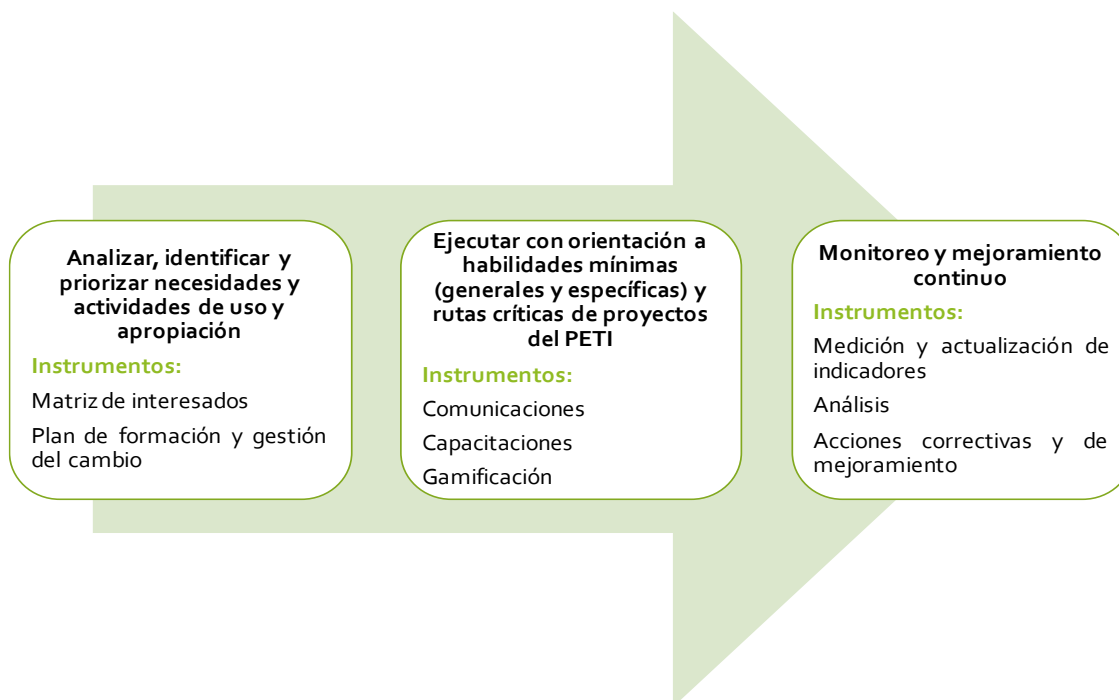 Analizar, identificar y
priorizar necesidades y
actividades de uso y
apropiación
Instrumentos:
Matriz de interesados
Plan de formación y gestión
del cambio
Ejecutar con orientación a
habilidades mínimas
(generales y específicas) y
rutas críticas de proyectos
del PETI
Instrumentos:
Comunicaciones
Capacitaciones
Gamificación
Monitoreo y mejoramiento
continuo
Instrumentos:
Medición y actualización de
indicadores
Análisis
Acciones correctivas y de
mejoramiento